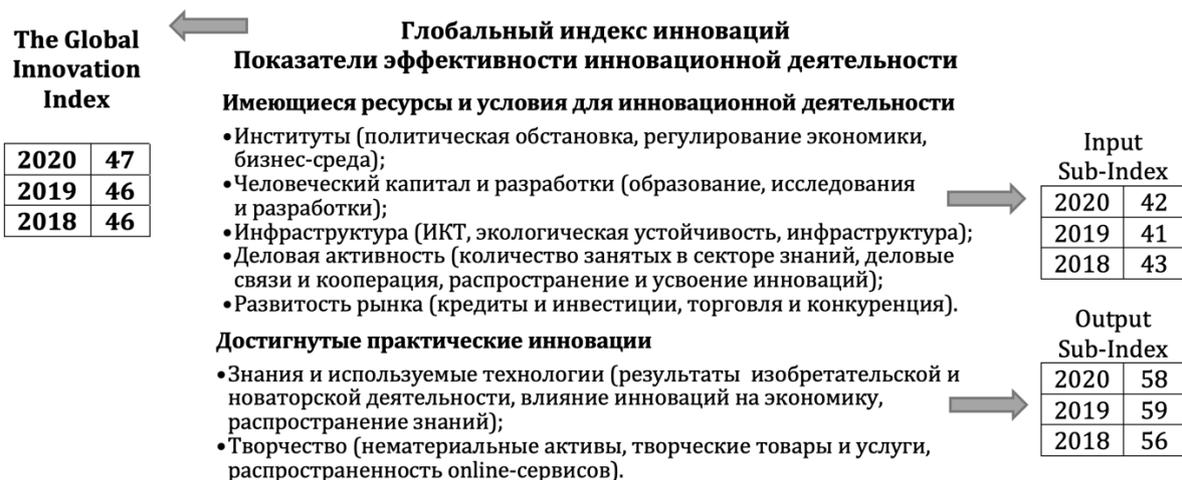 The Global
Innovation
Index
2020 47
2019 46
2018 46
Глобальный индекс инноваций
Показатели эффективности инновационной деятельности
Имеющиеся ресурсы и условия для инновационной деятельности
•Институты (политическая обстановка, регулирование экономики,
бизнес-среда);
•Человеческий капитал и разработки (образование, исследования
и разработки);
•Инфраструктура (ИКТ, экологическая устойчивость, инфраструктура);
•Деловая активность (количество занятых в секторе знаний, деловые
связи и кооперация, распространение и усвоение инноваций);
•Развитость рынка (кредиты и инвестиции, торговля и конкуренция).
Input
Sub-Index
2020 42
2019 41
2018 43
Достигнутые практические инновации
•Знания и используемые технологии (результаты изобретательской и
новаторской деятельности, влияние инноваций на экономику,
распространение знаний);
•Творчество (нематериальные активы, творческие товары и услуги,
распространенность online-сервисов).
Output
Sub-Index
2020 58
2019 59
2018 56